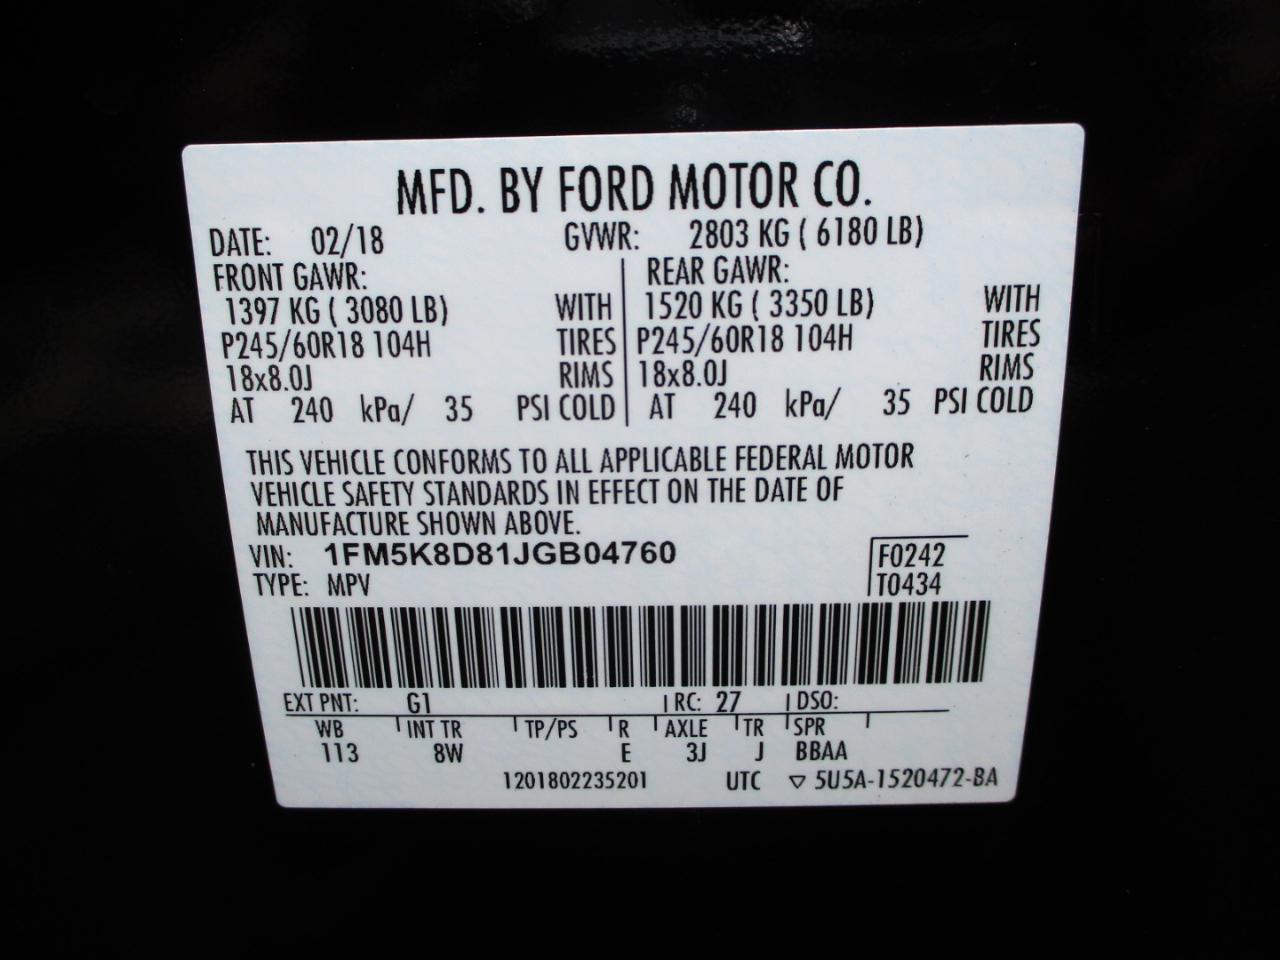 MFD. BY FORD MOTOR CO.
DATE: 02/18 GVWR: 2803 KG ( 6180 LB)
FRONT GAWR: REAR GAWR:
1397 KG ( 3080 LB) WITH 1520 KG ( 3350 LB) WITH
P245/60R18 104H TIRES P245/60R18 104H TIRES
18x8.0J RIMS 18x8.0J RIMS
AT 240 kPa/ 35 PSI COLD AT 240 kPa/ 35 PSI COLD
THIS VEHICLE CONFORMS TO ALL APPLICABLE FEDERAL MOTOR
VEHICLE SAFETY STANDARDS IN EFFECT ON THE DATE OF
MANUFACTURE SHOWN ABOVE.
VIN: 1FM5K8D81JGB04760 F0242
TYPE: MPV T0434
EXT PNT: G1 RC: 27 DSO:
WB INT TR TP/PS R AXLE TR SPR
113 8W E 3J J BBAA
1201802235201 UTC ▽ 5U5A-1520472-BA